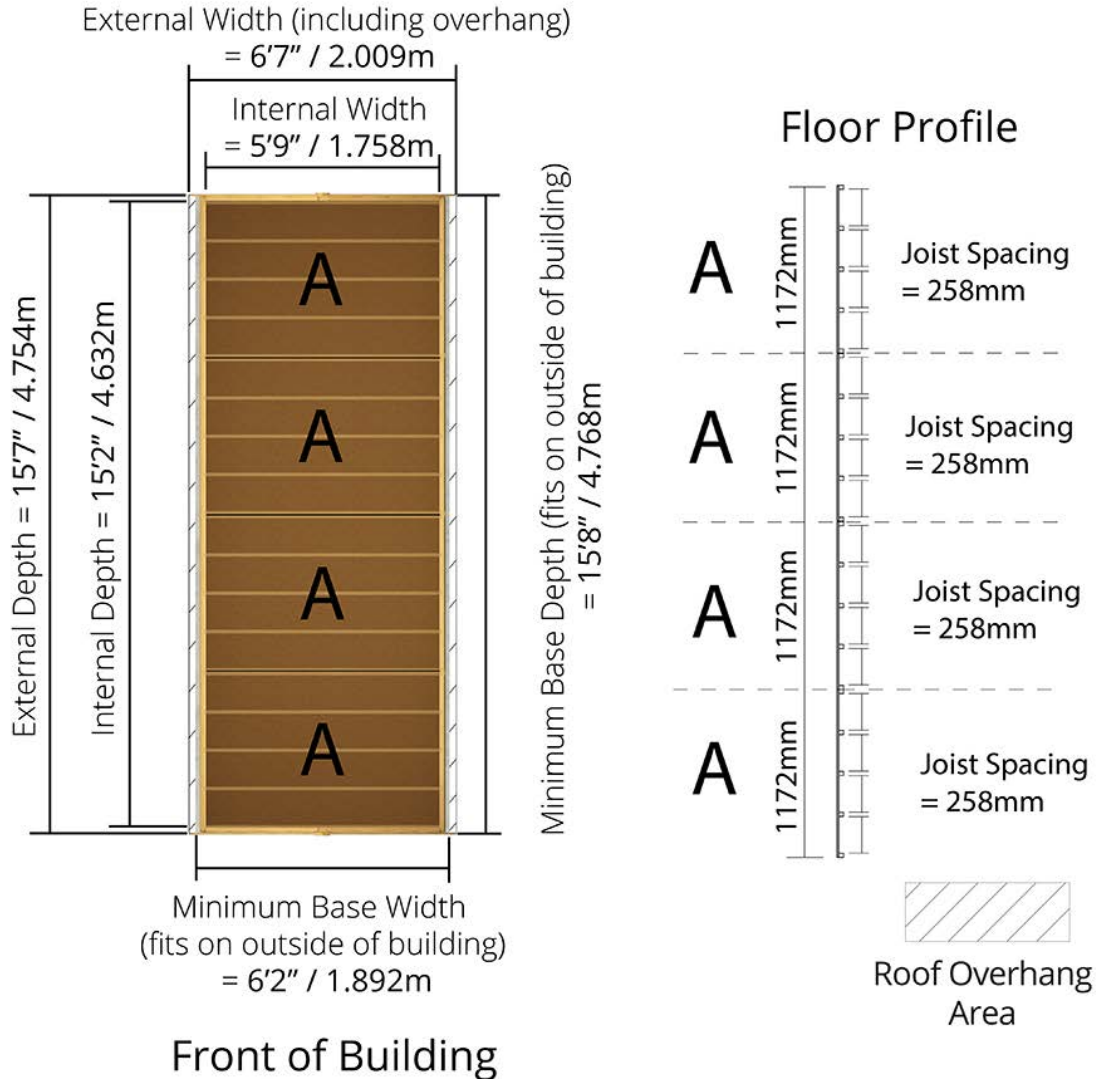 External Width (including overhang)
= 6’7” / 2.009m
Internal Width
= 5’9” / 1.758m
External Depth = 15’7” / 4.754m
Internal Depth = 15’2” / 4.632m
A
A
A
A
Minimum Base Depth (fits on outside of building)
= 15’8” / 4.768m
Minimum Base Width
(fits on outside of building)
= 6’2” / 1.892m
Front of Building
Floor Profile
A
1172mm
Joist Spacing
= 258mm
A
1172mm
Joist Spacing
= 258mm
A
1172mm
Joist Spacing
= 258mm
A
1172mm
Joist Spacing
= 258mm
Roof Overhang
Area